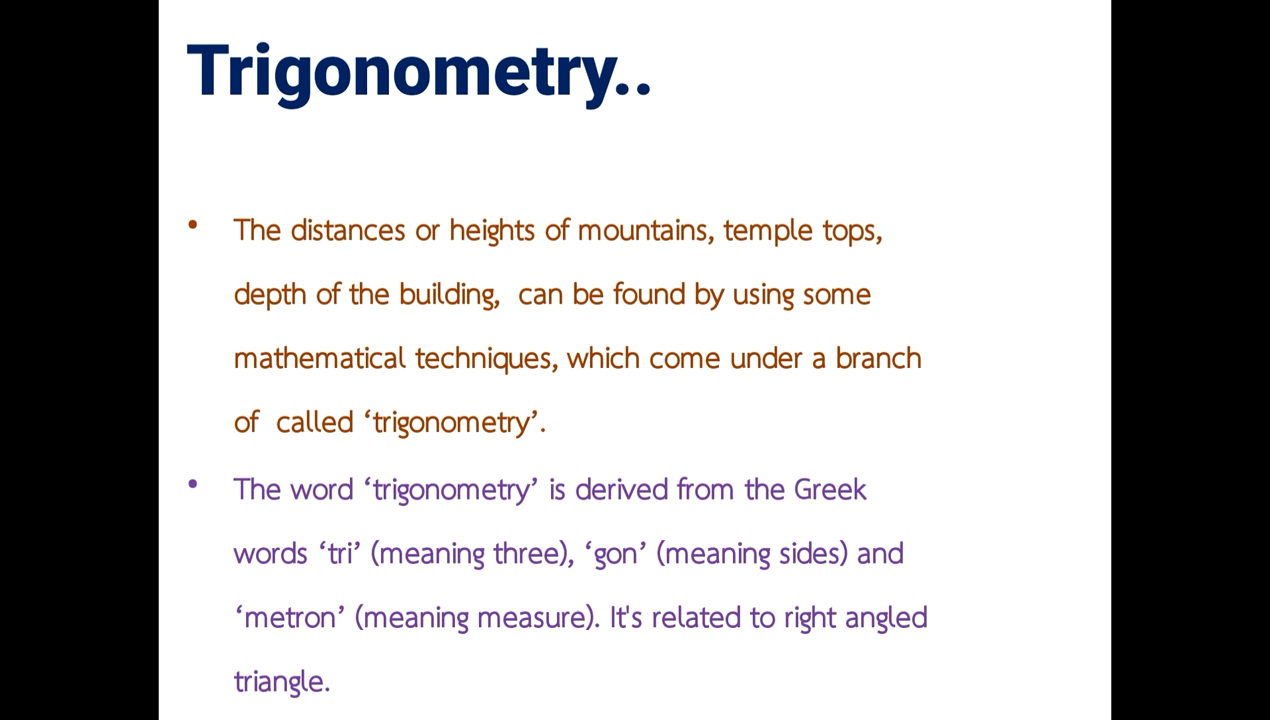 Trigonometry..
• The distances or heights of mountains, temple tops,
depth of the building,  can be found by using some
mathematical techniques, which come under a branch
of  called ‘trigonometry’.
• The word ‘trigonometry’ is derived from the Greek
words ‘tri’ (meaning three), ‘gon’ (meaning sides) and
‘metron’ (meaning measure). It's related to right angled
triangle.